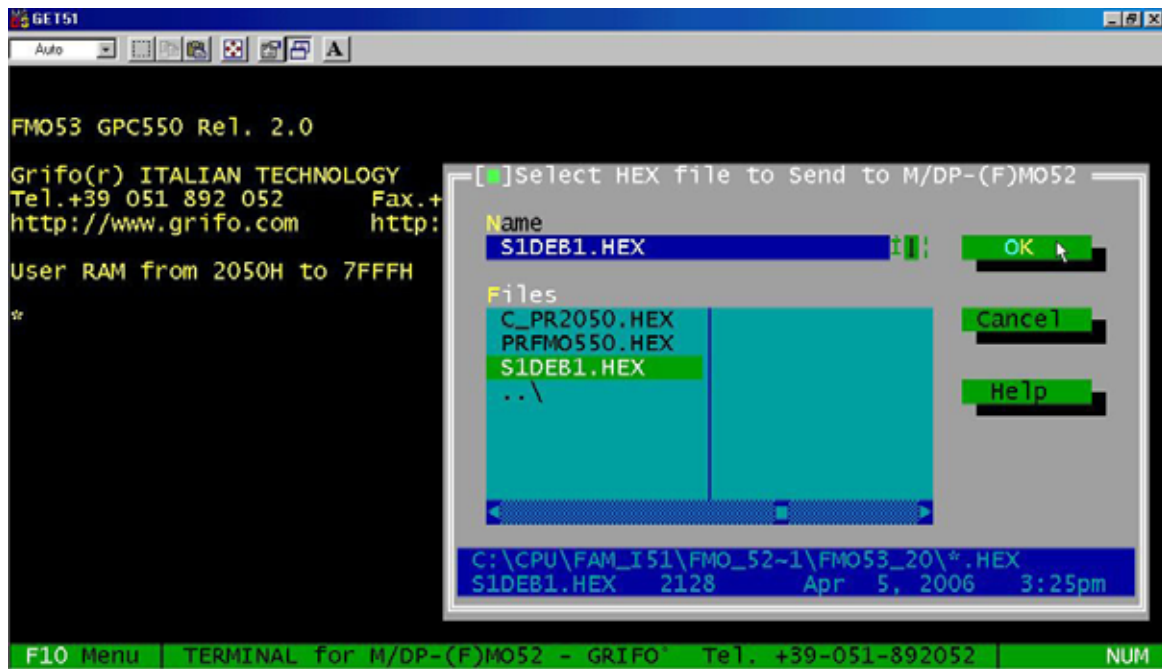 GET51
Auto
A
FMO53 GPC550 Rel. 2.0
Grifo(r) ITALIAN TECHNOLOGY
Tel.+39 051 892 052 Fax.+
http://www.grifo.com http:
User RAM from 2050H to 7FFFH
*
[■]Select HEX file to Send to M/DP-(F)MO52
Name
S1DEB1.HEX
OK
Files
C_PR2050.HEX
PRFMO550.HEX
S1DEB1.HEX
..\
Cancel
Help
C:\CPU\FAM_I51\FMO_52~1\FMO53_20\*.HEX
S1DEB1.HEX 2128 Apr 5, 2006 3:25pm
F10 Menu TERMINAL for M/DP-(F)MO52 - GRIFO° Tel. +39-051-892052 NUM